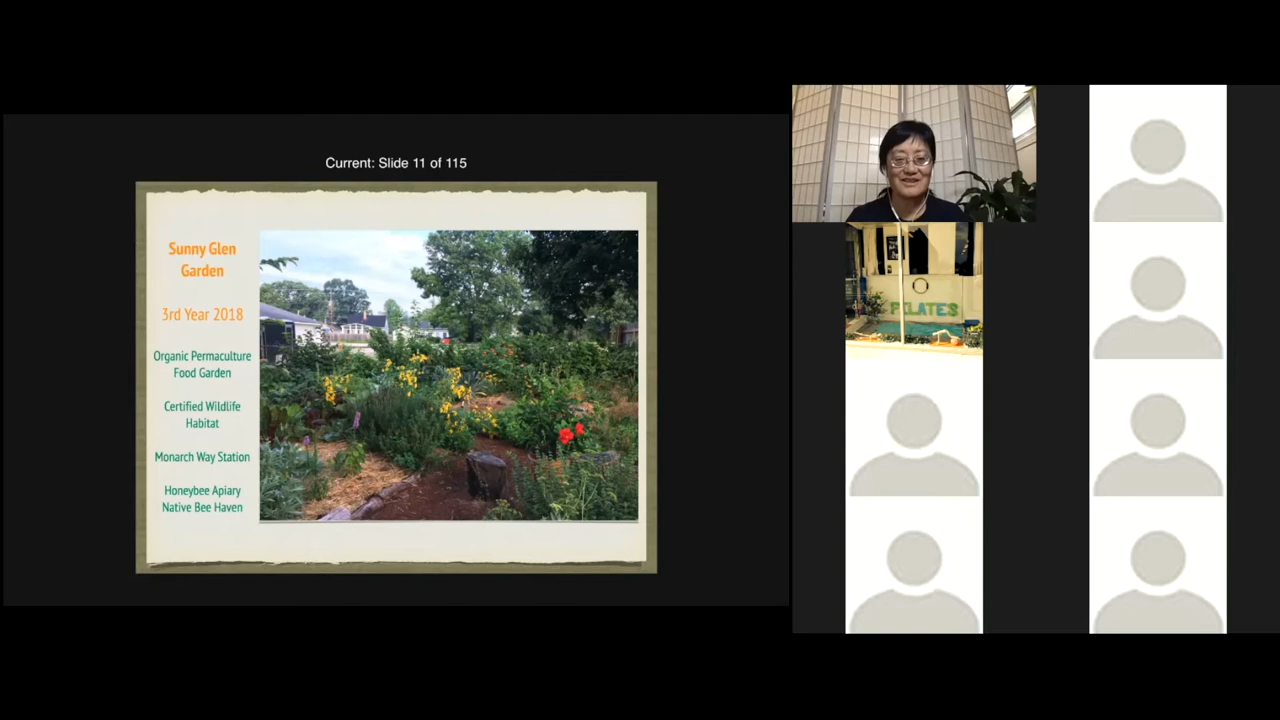 Current: Slide 11 of 115
Sunny Glen
Garden
3rd Year 2018
Organic Permaculture
Food Garden
Certified Wildlife
Habitat
Monarch Way Station
Honeybee Apiary
Native Bee Haven
PILATES